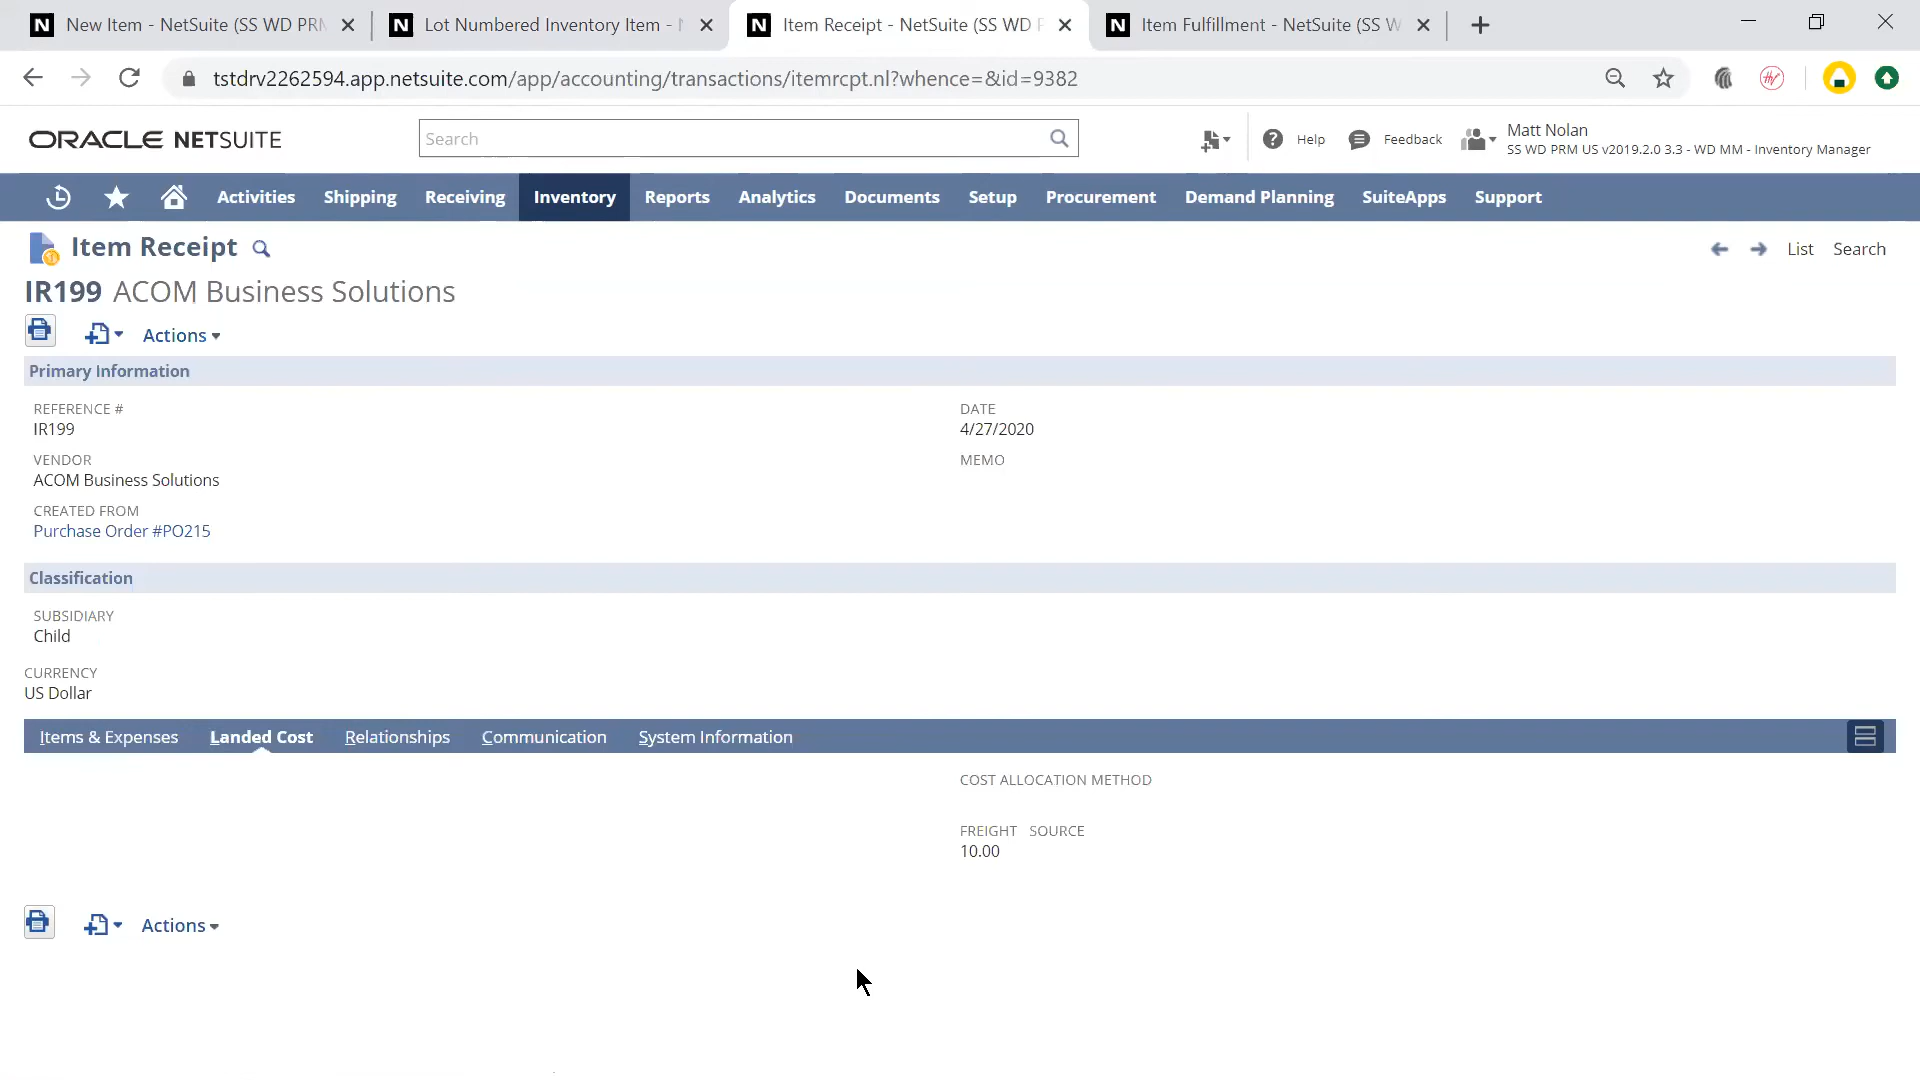 New Item - NetSuite (SS WD PRM
Lot Numbered Inventory Item -
Item Receipt - NetSuite (SS WD
Item Fulfillment - NetSuite (SS W
tstdrv2262594.app.netsuite.com/app/accounting/transactions/itemrcpt.nl?whence=&id=9382
ORACLE NETSUITE
Search
Help
Feedback
Matt Nolan
SS WD PRM US v2019.2.0 3.3 - WD MM - Inventory Manager
Activities Shipping Receiving Inventory Reports Analytics Documents Setup Procurement Demand Planning SuiteApps Support
Item Receipt
List Search
IR199 ACOM Business Solutions
Actions
Primary Information
REFERENCE #
IR199
DATE
4/27/2020
VENDOR
ACOM Business Solutions
MEMO
CREATED FROM
Purchase Order #PO215
Classification
SUBSIDIARY
Child
CURRENCY
US Dollar
Items & Expenses Landed Cost Relationships Communication System Information
COST ALLOCATION METHOD
FREIGHT SOURCE
10.00
Actions